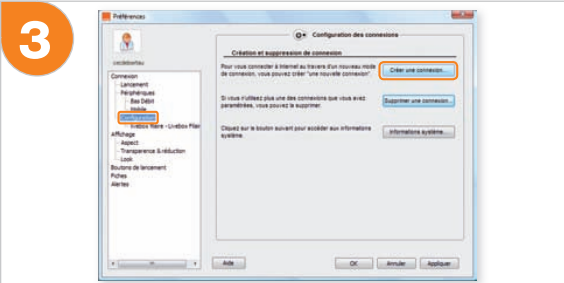 3
Préférences
Configuration des connexions
Création et suppression de connexion
Pour vous connecter à Internet au travers d'un nouveau mode
de connexion, vous pouvez créer "une nouvelle connexion".
Créer une connexion...
Si vous n'utilisez plus une des connexions que vous avez
paramétrées, vous pouvez la supprimer.
Supprimer une connexion...
Cliquez sur le bouton suivant pour accéder aux informations
système.
Informations système...
Connexion
Lancement
Périphériques
Bas Débit
Mobile
Configuration
Livebox filaire - Livebox Filair
Affichage
Aspect
Transparence & réduction
Look
Boutons de lancement
Fiches
Alertes
Aide
OK
Annuler
Appliquer